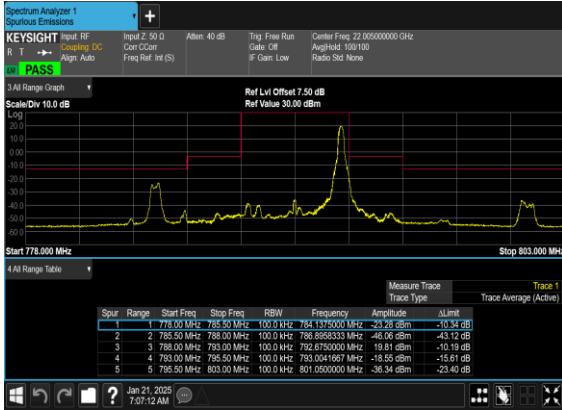 Spectrum Analyzer 1
Spurious Emissions
+
KEYSIGHT Input: RF Input Z: 50 Ω Atten: 40 dB Trig: Free Run Center Freq: 22.005000000 GHz
R T Coupling: DC Corr CCorr Gate: Off Avg|Hold: 100/100
Align: Auto Freq Ref: Int (S) IF Gain: Low Radio Std: None
PASS
3 All Range Graph Ref Lvl Offset 7.50 dB
Scale/Div 10.0 dB Ref Value 30.00 dBm
Log
20.0
10.0
0.00
-10.0
-20.0
-30.0
-40.0
-50.0
-60.0
Start 778.000 MHz Stop 803.000 MHz
4 All Range Table
Measure Trace Trace 1
Trace Type Trace Average (Active)
Spur Range Start Freq Stop Freq RBW Frequency Amplitude ΔLimit
1 1 778.00 MHz 785.50 MHz 100.0 kHz 784.1375000 MHz -23.28 dBm -10.34 dB
2 2 785.50 MHz 788.00 MHz 100.0 kHz 786.8958333 MHz -46.06 dBm -43.12 dB
3 3 788.00 MHz 793.00 MHz 100.0 kHz 792.6750000 MHz 19.81 dBm -10.19 dB
4 4 793.00 MHz 795.50 MHz 100.0 kHz 793.0041667 MHz -18.55 dBm -15.61 dB
5 5 795.50 MHz 803.00 MHz 100.0 kHz 801.0500000 MHz -36.34 dBm -23.40 dB
? Jan 21, 2025
7:07:12 AM